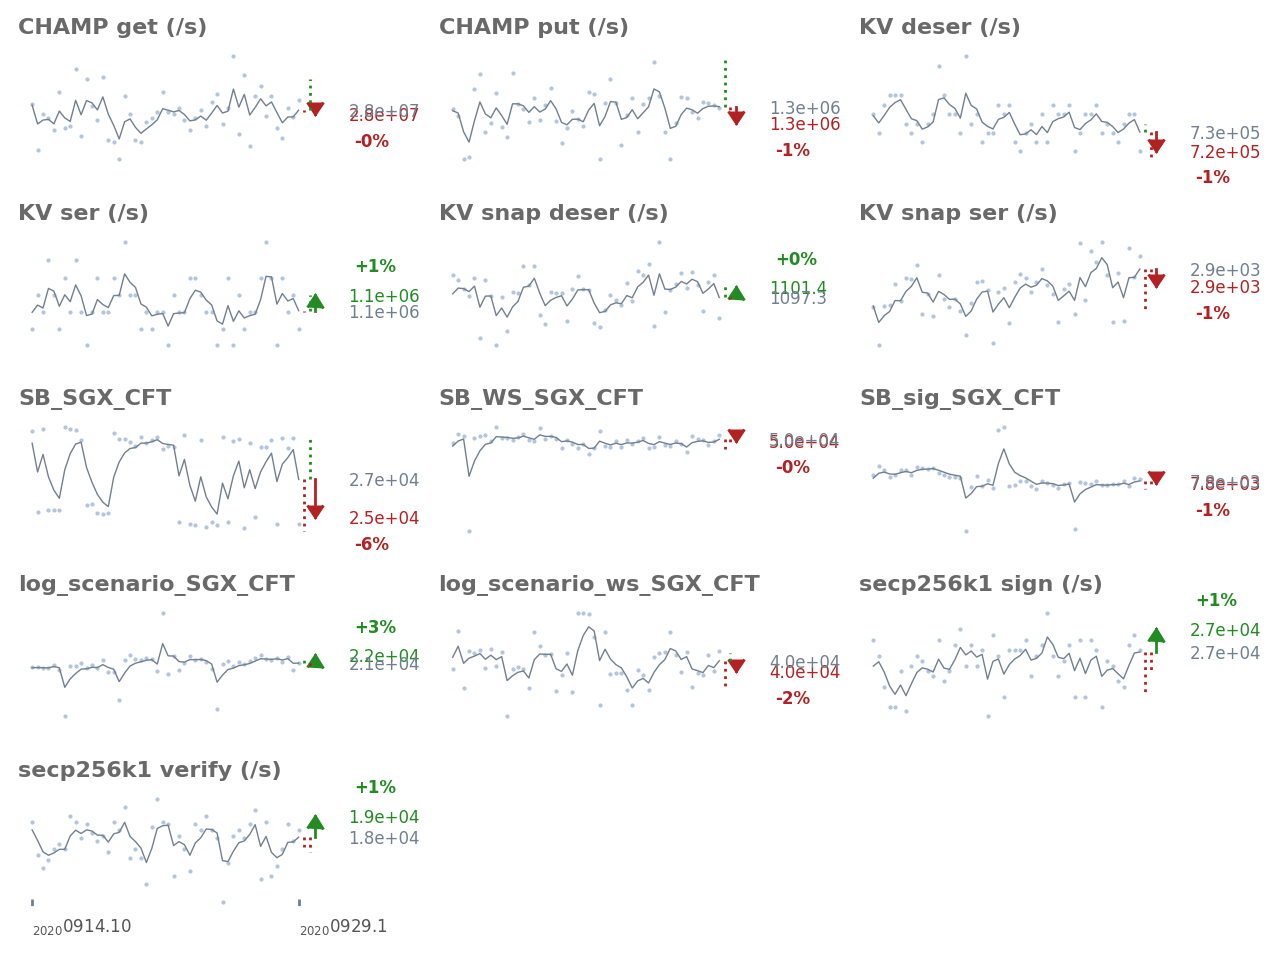 CHAMP get (/s)
2.8e+07
2.8e+07
-0%
CHAMP put (/s)
1.3e+06
1.3e+06
-1%
KV deser (/s)
7.3e+05
7.2e+05
-1%
KV ser (/s)
+1%
1.1e+06
1.1e+06
KV snap deser (/s)
+0%
1101.4
1097.3
KV snap ser (/s)
2.9e+03
2.9e+03
-1%
SB_SGX_CFT
2.7e+04
2.5e+04
-6%
SB_WS_SGX_CFT
5.0e+04
5.0e+04
-0%
SB_sig_SGX_CFT
7.8e+03
7.8e+03
-1%
log_scenario_SGX_CFT
+3%
2.2e+04
2.1e+04
log_scenario_ws_SGX_CFT
4.0e+04
4.0e+04
-2%
secp256k1 sign (/s)
+1%
2.7e+04
2.7e+04
secp256k1 verify (/s)
+1%
1.9e+04
1.8e+04
20200914.10
20200929.1